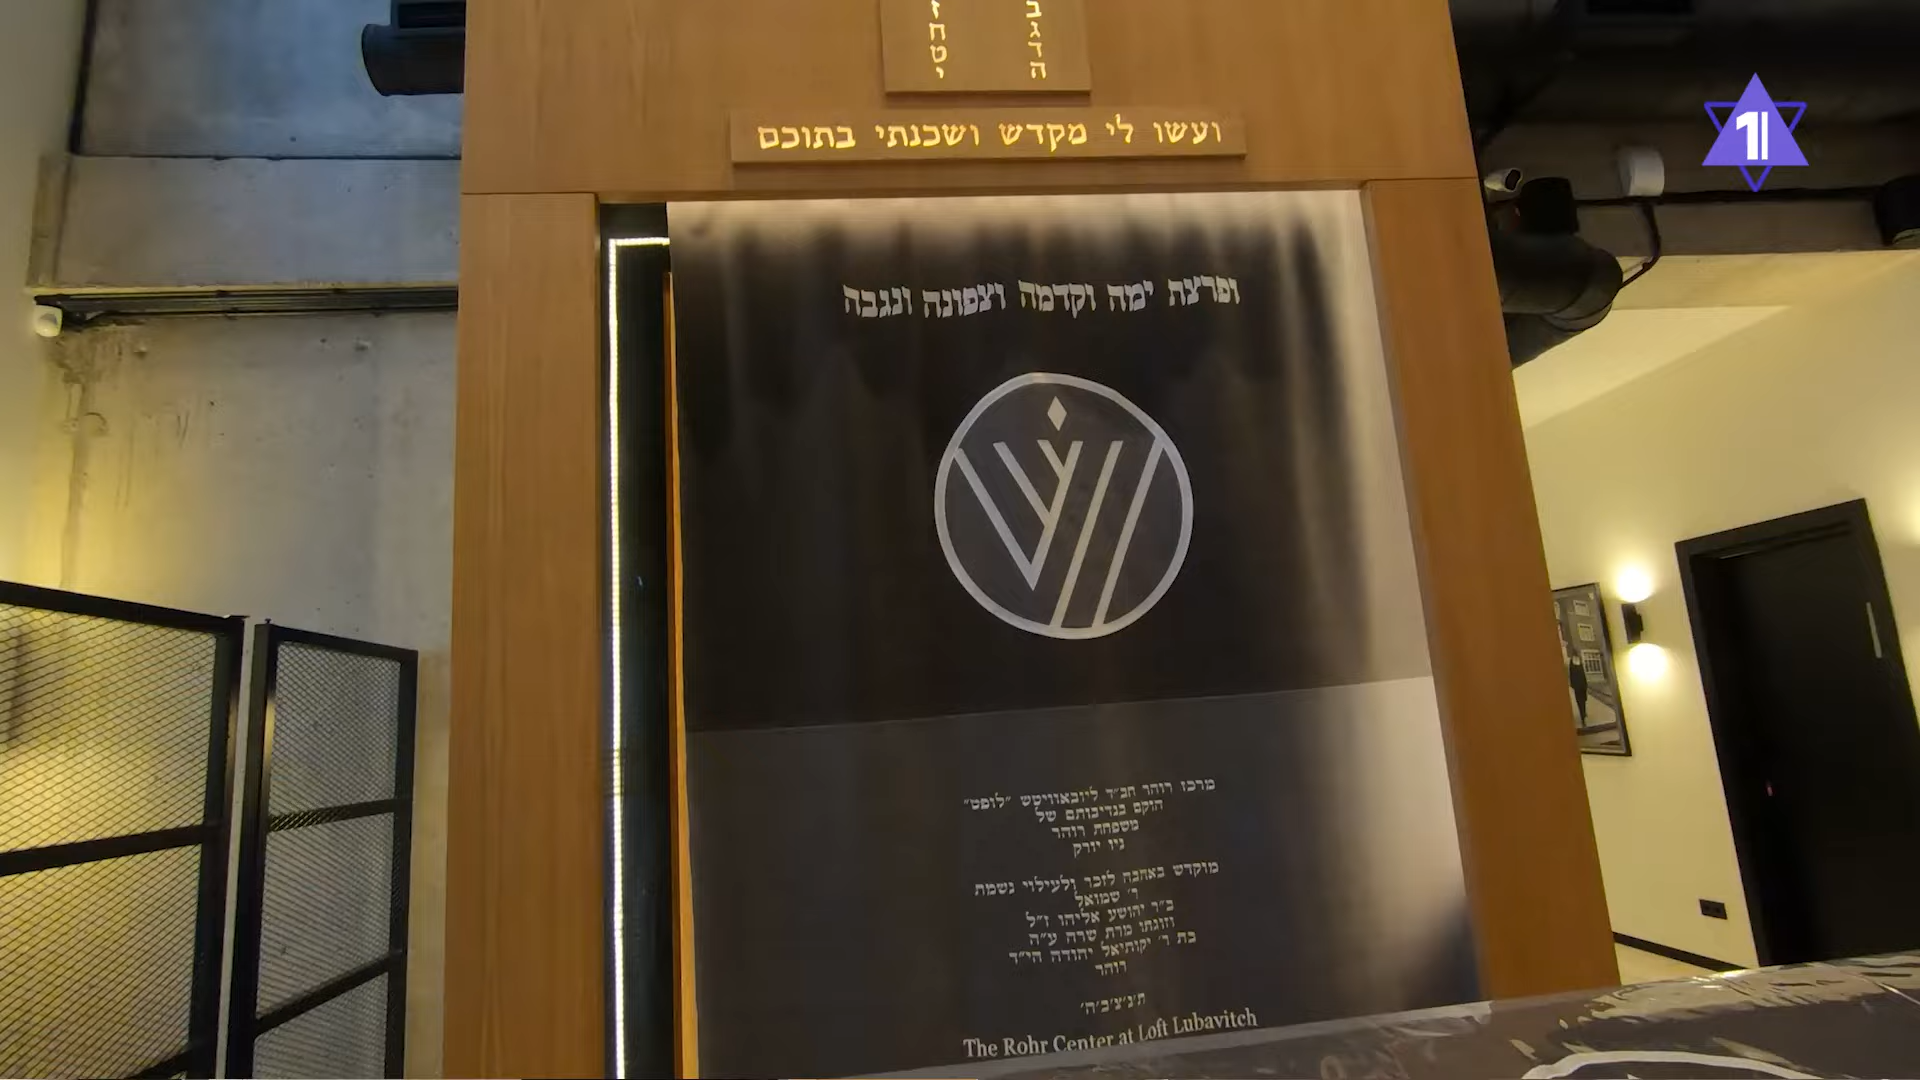 ב ז
ג ח
ד ט
ה י
ועשו לי מקדש ושכנתי בתוכם
ופרצת ימה וקדמה וצפונה ונגבה
מרכז רוהר חב״ד ליובאוויטש ״לופט״
הוקם בנדיבותם של
משפחת רוהר
ניו יורק
מוקדש באהבה לזכר ולעילוי נשמת
ר׳ שמואל
ב״ר יהושע אליהו ז״ל
וזוגתו מרת שרה ע״ה
בת ר׳ יקותיאל יהודה הי״ד
רוהר
ת׳נ׳צ׳ב׳ה׳
The Rohr Center at Loft Lubavitch
1